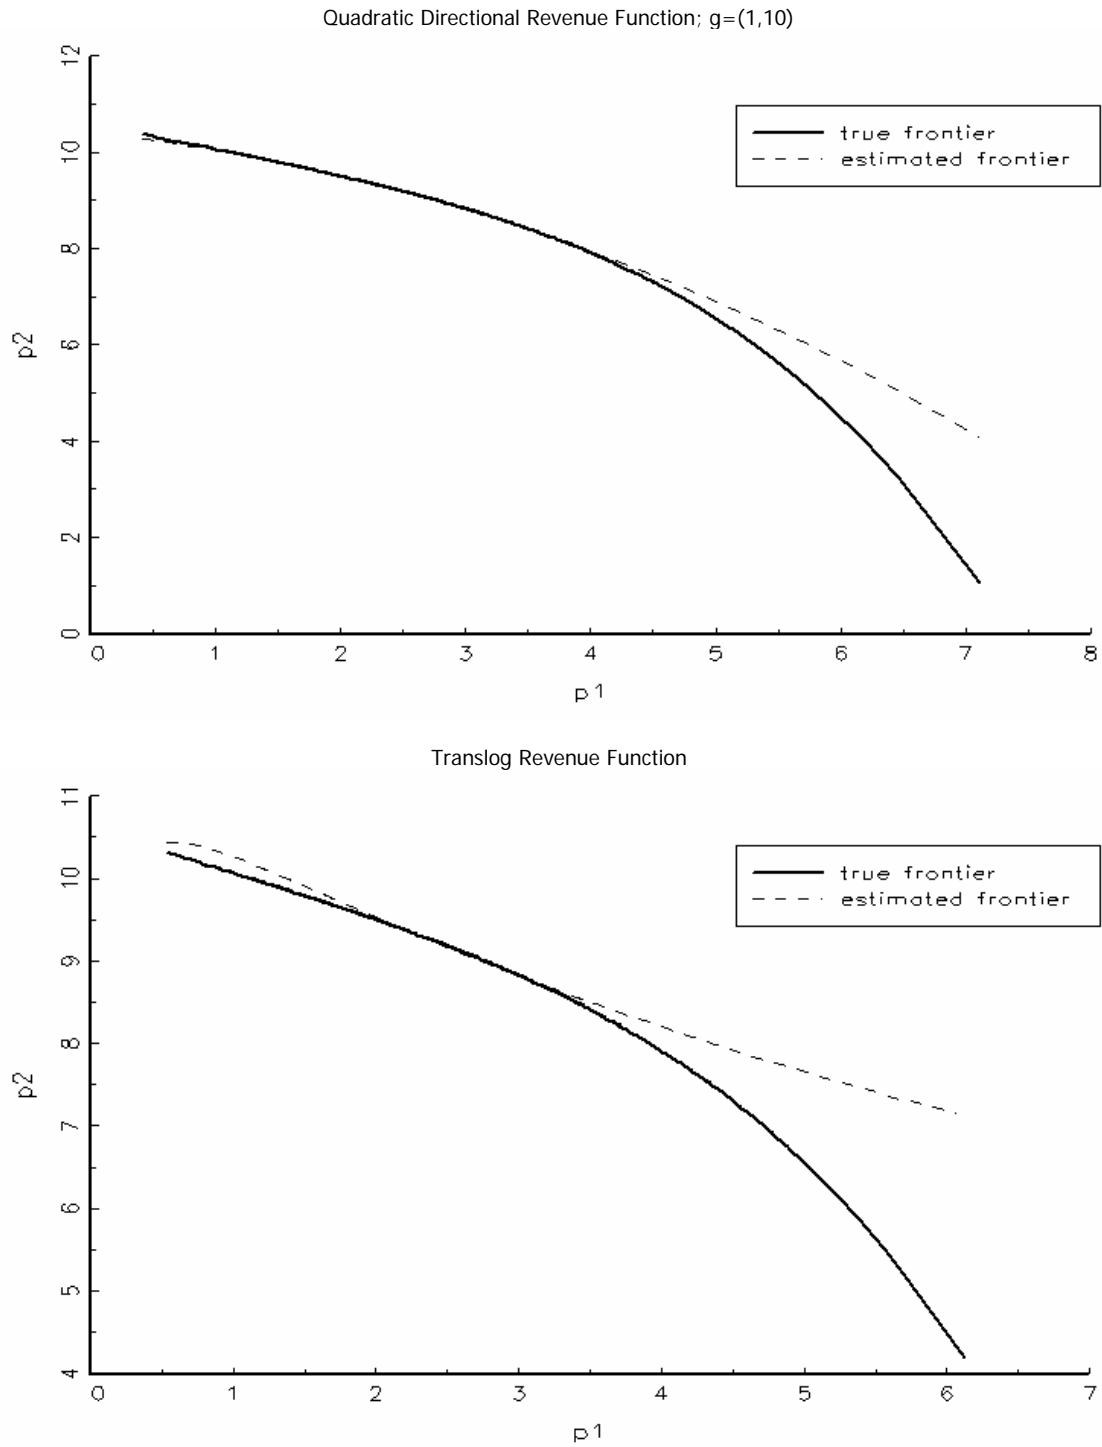 Quadratic Directional Revenue Function; g=(1,10)
12
10
8
6
4
2
0
p2
true frontier
estimated frontier
0 1 2 3 4 5 6 7 8
p1
Translog Revenue Function
11
10
9
8
7
6
5
4
p2
true frontier
estimated frontier
0 1 2 3 4 5 6 7
p1